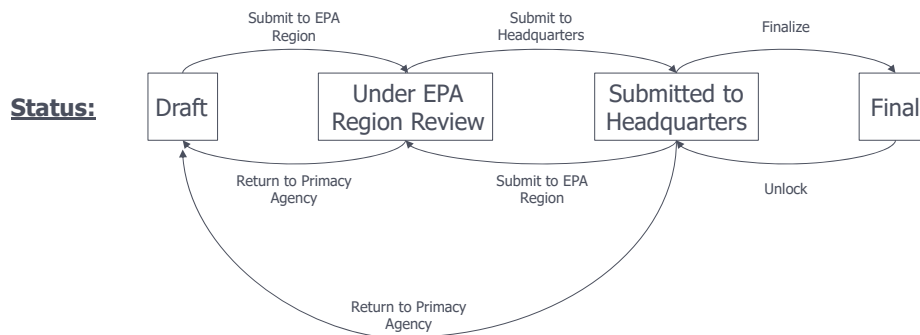 Submit to EPA
Region
Submit to
Headquarters
Finalize
Status:
Draft
Under EPA
Region Review
Submitted to
Headquarters
Final
Return to Primacy
Agency
Submit to EPA
Region
Unlock
Return to Primacy
Agency